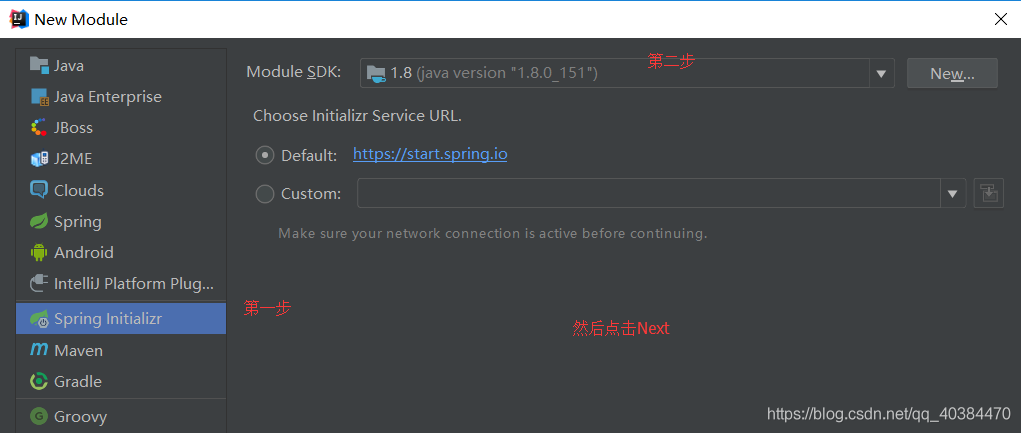 New Module
Java
Java Enterprise
JBoss
J2ME
Clouds
Spring
Android
IntelliJ Platform Plug...
Spring Initializr
Maven
Gradle
Groovy
第一步
第二步
Module SDK: 1.8 (java version "1.8.0_151") New...
Choose Initializr Service URL.
Default: https://start.spring.io
Custom:
Make sure your network connection is active before continuing.
然后点击Next
https://blog.csdn.net/qq_40384470